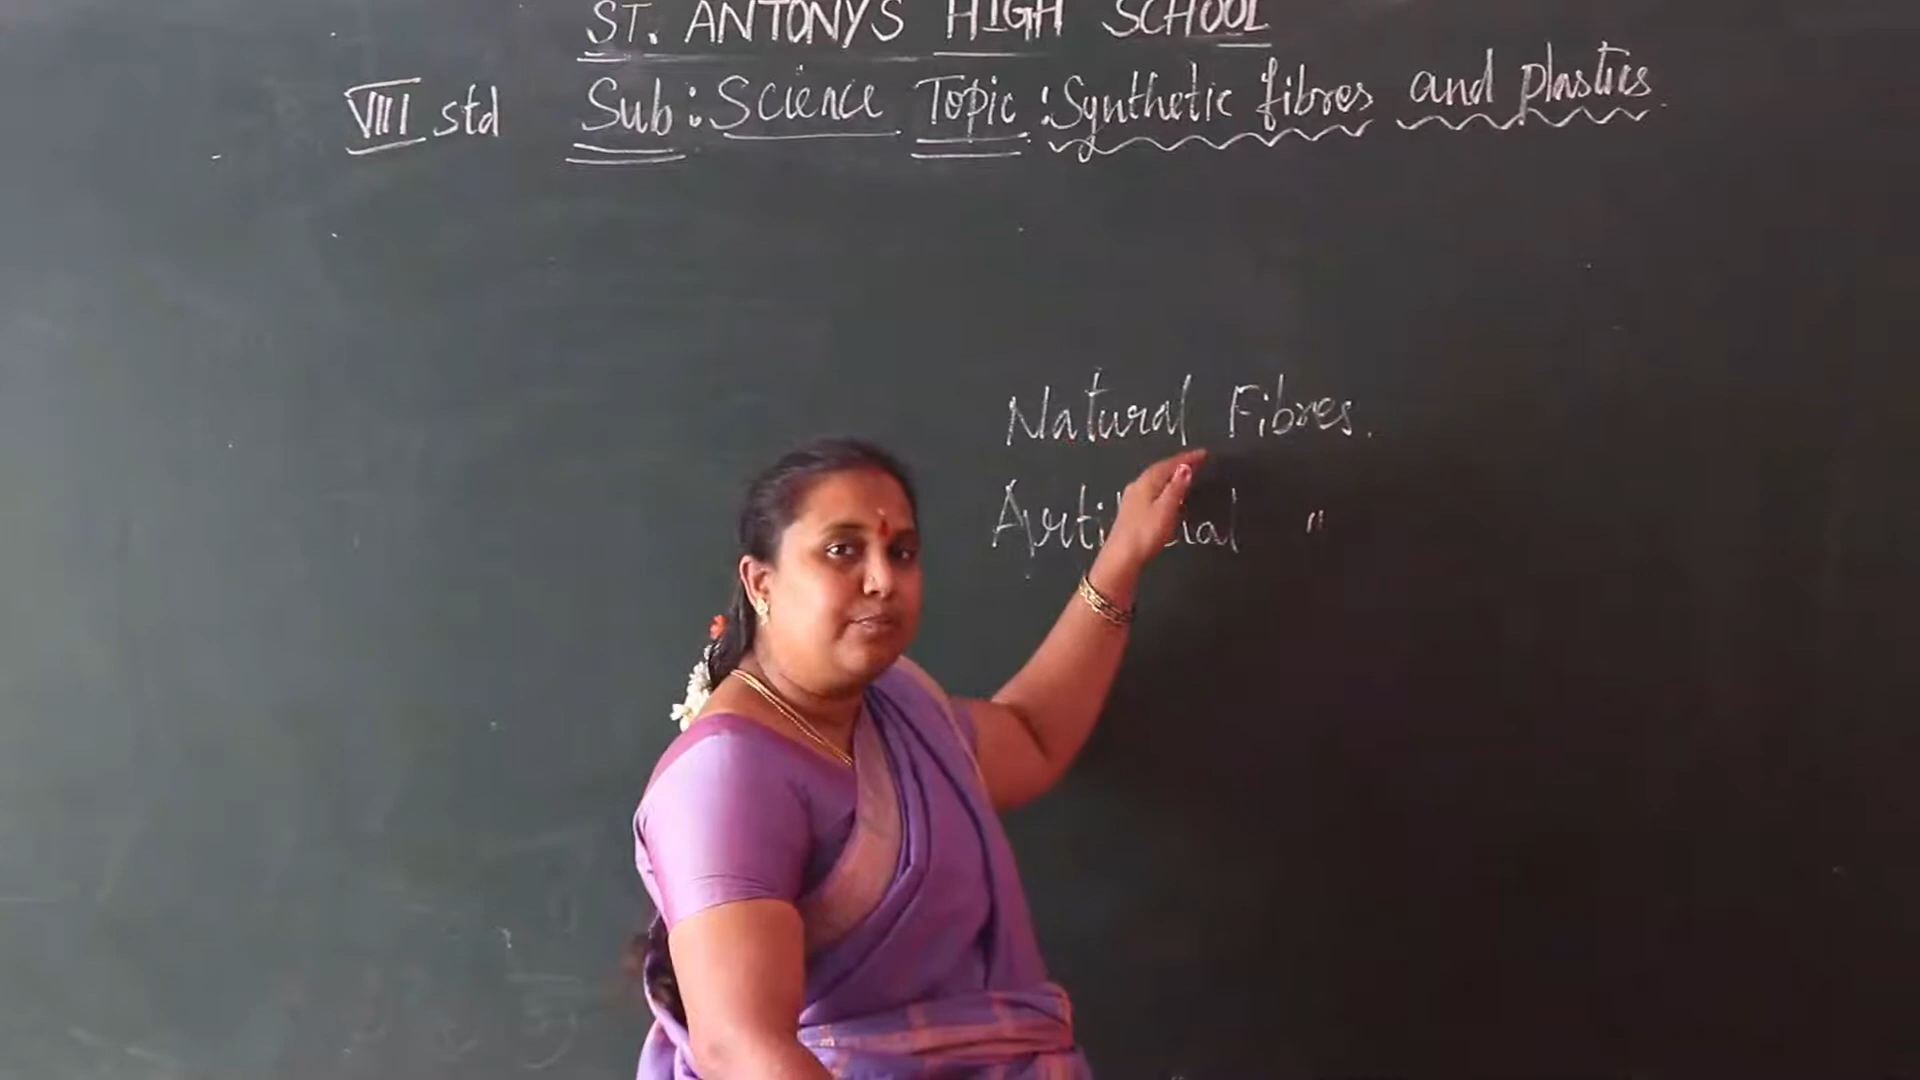 ST. ANTONYS HIGH SCHOOL
VIII std Sub: Science Topic: Synthetic fibres and plastics.
Natural Fibres.
"